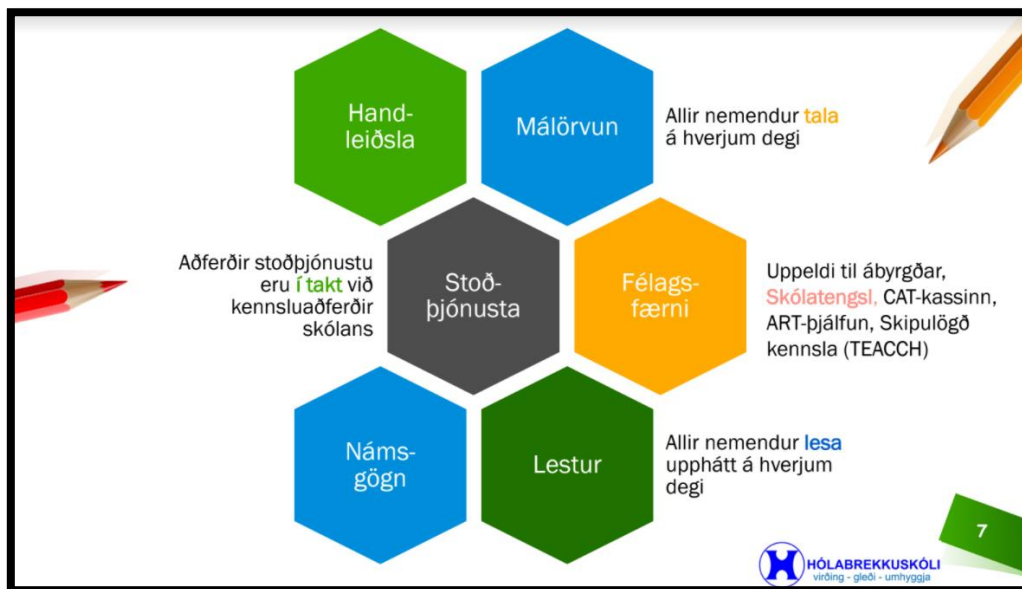 Hand-
leiðsla
Málörvun
Allir nemendur tala
á hverjum degi
Aðferðir stoðþjónustu
eru í takt við
kennsluaðferðir
skólans
Stoð-
þjónusta
Félags-
færni
Uppeldi til ábyrgðar,
Skólatengsl, CAT-kassinn,
ART-þjálfun, Skipulögð
kennsla (TEACCH)
Náms-
gögn
Lestur
Allir nemendur lesa
upphátt á hverjum
degi
7
HÓLABREKKUSKÓLI
virðing - gleði - umhyggja